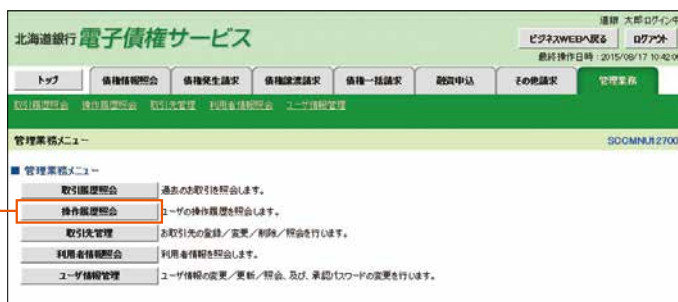 道銀 太郎ログイン中
北海道銀行 電子債権サービス
ビジネスWEBへ戻る ログアウト
最終操作日時:2015/08/17 10:42:00
トップ 債権情報照会 債権発生請求 債権譲渡請求 債権一括請求 融資申込 その他請求 管理業務
取引履歴照会 操作履歴照会 取引先管理 利用者情報照会 ユーザ情報管理
管理業務メニュー SCCMNU12700
■ 管理業務メニュー
取引履歴照会 過去のお取引を照会します。
操作履歴照会 ユーザの操作履歴を照会します。
取引先管理 お取引先の登録/変更/削除/照会を行います。
利用者情報照会 利用者情報を照会します。
ユーザ情報管理 ユーザ情報の変更/更新/照会、及び、承認パスワードの変更を行います。